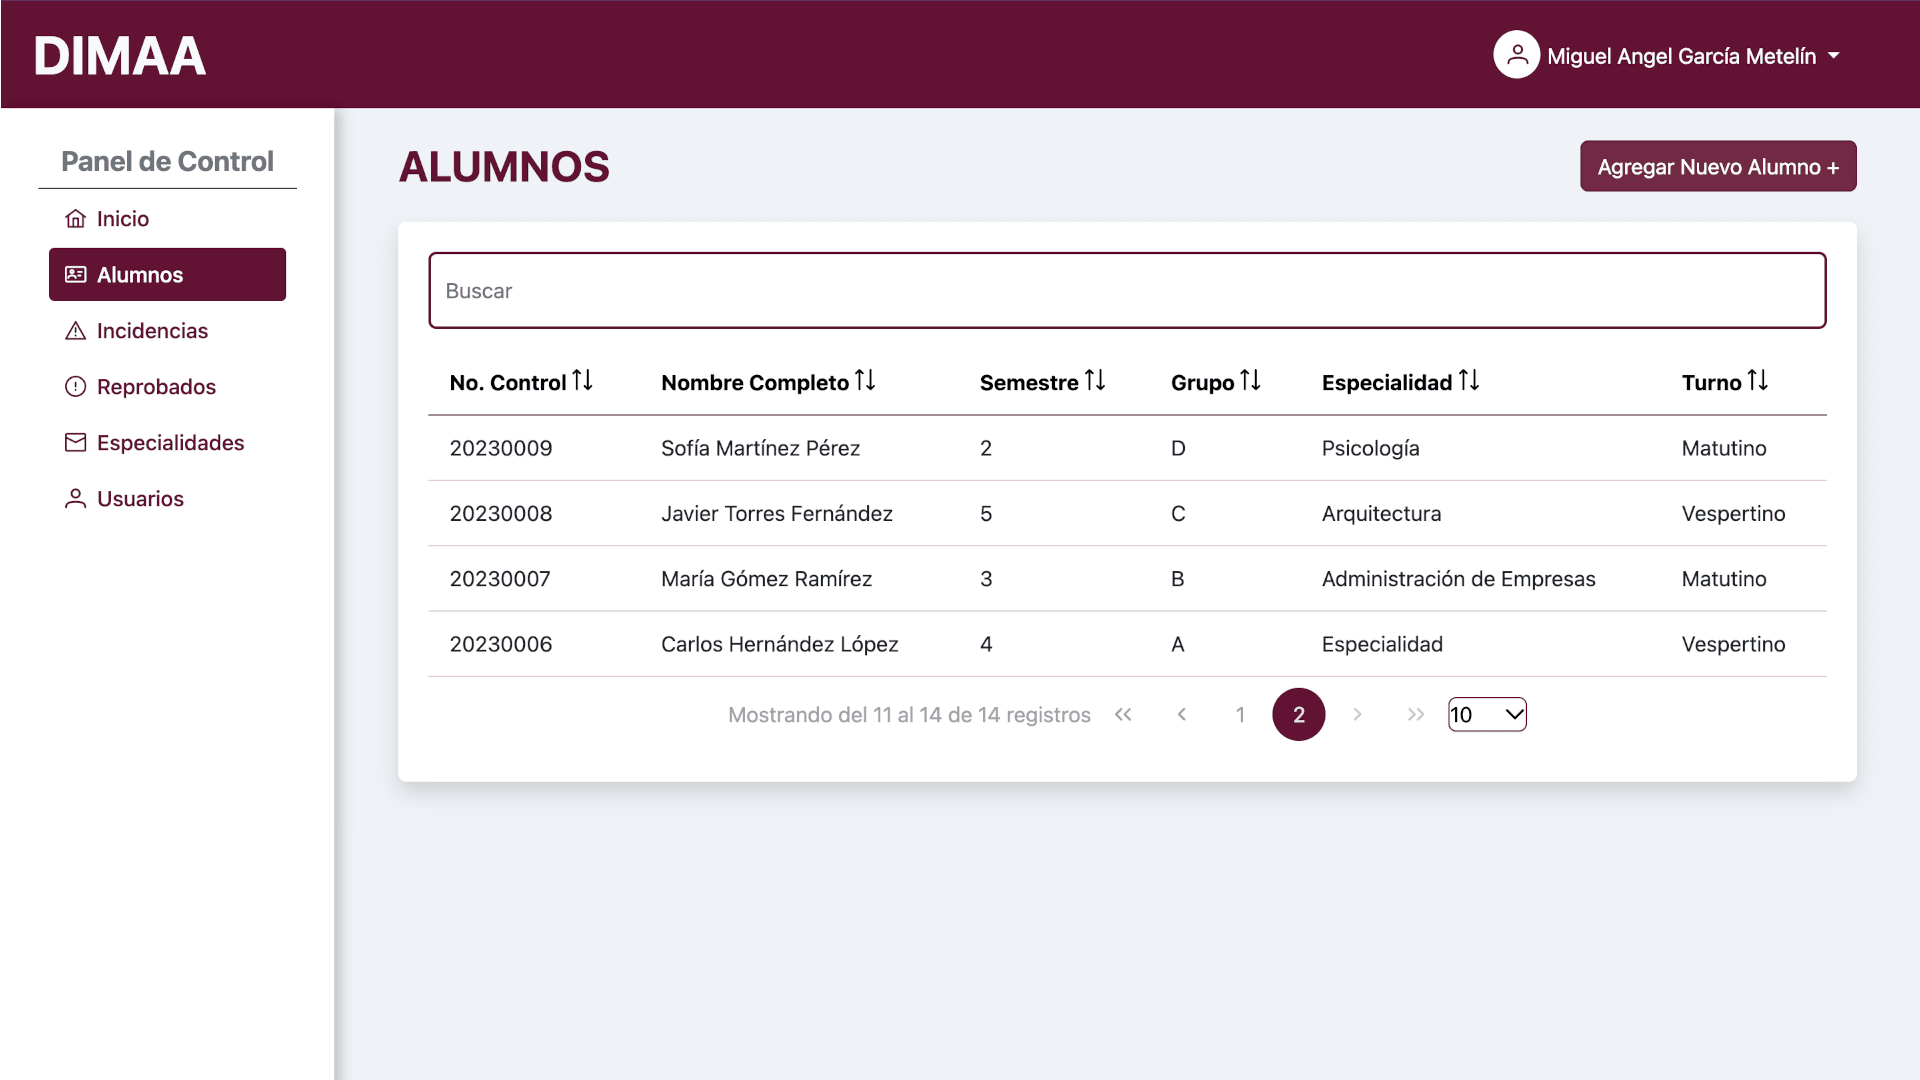 DIMAA
Miguel Angel García Metelín
Panel de Control
Inicio
Alumnos
Incidencias
Reprobados
Especialidades
Usuarios
ALUMNOS
Agregar Nuevo Alumno +
Buscar
No. Control Nombre Completo Semestre Grupo Especialidad Turno
20230009 Sofía Martínez Pérez 2 D Psicología Matutino
20230008 Javier Torres Fernández 5 C Arquitectura Vespertino
20230007 María Gómez Ramírez 3 B Administración de Empresas Matutino
20230006 Carlos Hernández López 4 A Especialidad Vespertino
Mostrando del 11 al 14 de 14 registros « ‹ 1 2 › » 10